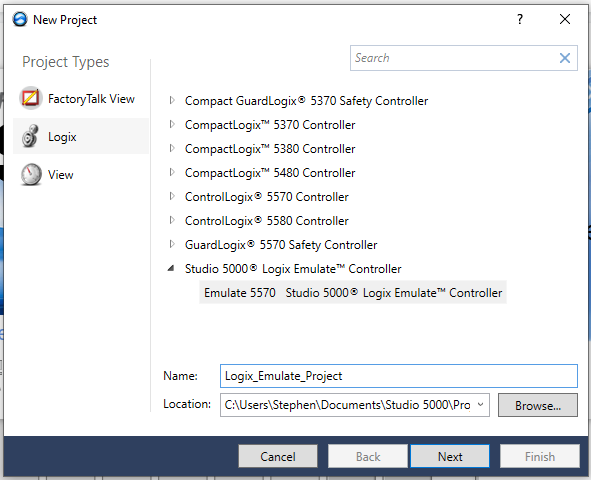 New Project
?
Project Types
Search
FactoryTalk View
Logix
View
Compact GuardLogix® 5370 Safety Controller
CompactLogix™ 5370 Controller
CompactLogix™ 5380 Controller
CompactLogix™ 5480 Controller
ControlLogix® 5570 Controller
ControlLogix® 5580 Controller
GuardLogix® 5570 Safety Controller
Studio 5000® Logix Emulate™ Controller
Emulate 5570 Studio 5000® Logix Emulate™ Controller
Name: Logix_Emulate_Project
Location: C:\Users\Stephen\Documents\Studio 5000\Pro Browse...
Cancel Back Next Finish